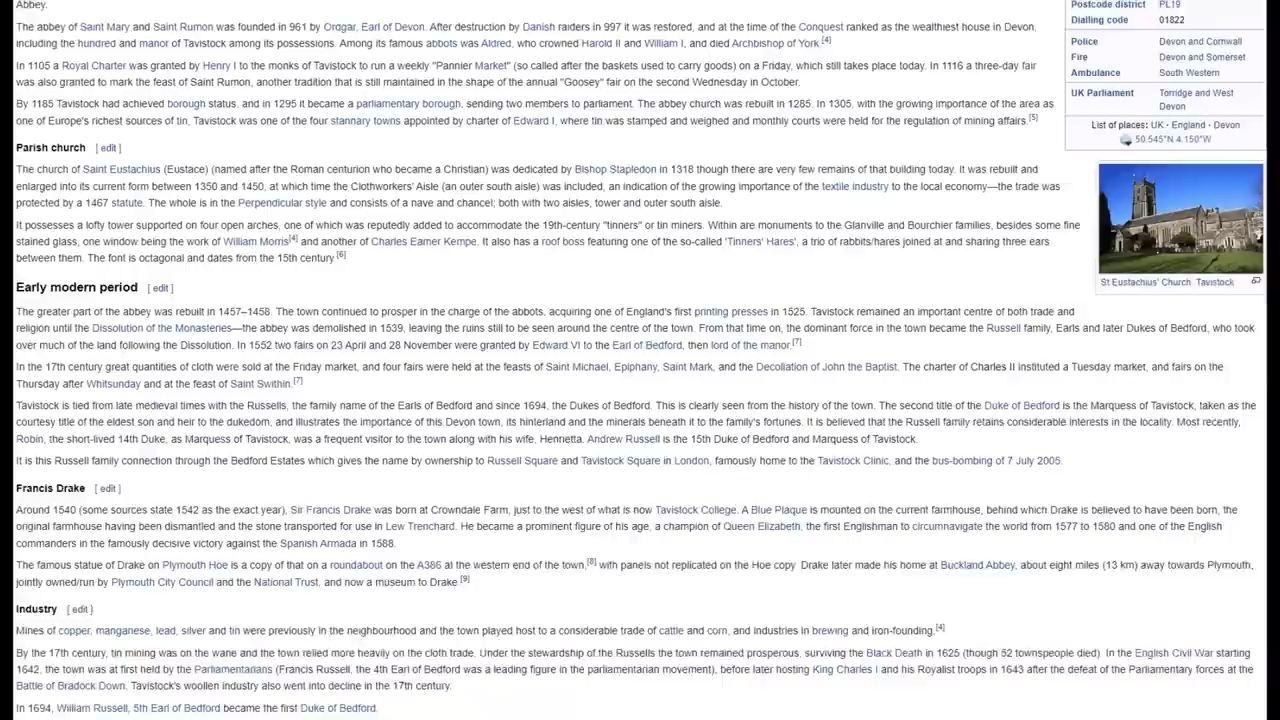 Abbey.
The abbey of Saint Mary and Saint Rumon was founded in 961 by Orggar, Earl of Devon. After destruction by Danish raiders in 997 it was restored, and at the time of the Conquest ranked as the wealthiest house in Devon,
including the hundred and manor of Tavistock among its possessions. Among its famous abbots was Aldred, who crowned Harold II and William I, and died Archbishop of York.[4]
In 1105 a Royal Charter was granted by Henry I to the monks of Tavistock to run a weekly "Pannier Market" (so called after the baskets used to carry goods) on a Friday, which still takes place today. In 1116 a three-day fair
was also granted to mark the feast of Saint Rumon, another tradition that is still maintained in the shape of the annual "Goosey" fair on the second Wednesday in October.
By 1185 Tavistock had achieved borough status, and in 1295 it became a parliamentary borough, sending two members to parliament. The abbey church was rebuilt in 1285. In 1305, with the growing importance of the area as
one of Europe's richest sources of tin, Tavistock was one of the four stannary towns appointed by charter of Edward I, where tin was stamped and weighed and monthly courts were held for the regulation of mining affairs.[5]
Parish church [ edit ]
The church of Saint Eustachius (Eustace) (named after the Roman centurion who became a Christian) was dedicated by Bishop Stapledon in 1318 though there are very few remains of that building today. It was rebuilt and
enlarged into its current form between 1350 and 1450, at which time the Clothworkers' Aisle (an outer south aisle) was included, an indication of the growing importance of the textile industry to the local economy—the trade was
protected by a 1467 statute. The whole is in the Perpendicular style and consists of a nave and chancel; both with two aisles, tower and outer south aisle.
It possesses a lofty tower supported on four open arches, one of which was reputedly added to accommodate the 19th-century "tinners" or tin miners. Within are monuments to the Glanville and Bourchier families, besides some fine
stained glass, one window being the work of William Morris[4] and another of Charles Eamer Kempe. It also has a roof boss featuring one of the so-called 'Tinners' Hares', a trio of rabbits/hares joined at and sharing three ears
between them. The font is octagonal and dates from the 15th century.[6]
Early modern period [ edit ]
The greater part of the abbey was rebuilt in 1457–1458. The town continued to prosper in the charge of the abbots, acquiring one of England's first printing presses in 1525. Tavistock remained an important centre of both trade and
religion until the Dissolution of the Monasteries—the abbey was demolished in 1539, leaving the ruins still to be seen around the centre of the town. From that time on, the dominant force in the town became the Russell family, Earls and later Dukes of Bedford, who took
over much of the land following the Dissolution. In 1552 two fairs on 23 April and 28 November were granted by Edward VI to the Earl of Bedford, then lord of the manor.[7]
In the 17th century great quantities of cloth were sold at the Friday market, and four fairs were held at the feasts of Saint Michael, Epiphany, Saint Mark, and the Decollation of John the Baptist. The charter of Charles II instituted a Tuesday market, and fairs on the
Thursday after Whitsunday and at the feast of Saint Swithin.[7]
Tavistock is tied from late medieval times with the Russells, the family name of the Earls of Bedford and since 1694, the Dukes of Bedford. This is clearly seen from the history of the town. The second title of the Duke of Bedford is the Marquess of Tavistock, taken as the
courtesy title of the eldest son and heir to the dukedom, and illustrates the importance of this Devon town, its hinterland and the minerals beneath it to the family's fortunes. It is believed that the Russell family retains considerable interests in the locality. Most recently,
Robin, the short-lived 14th Duke, as Marquess of Tavistock, was a frequent visitor to the town along with his wife, Henrietta. Andrew Russell is the 15th Duke of Bedford and Marquess of Tavistock.
It is this Russell family connection through the Bedford Estates which gives the name by ownership to Russell Square and Tavistock Square in London, famously home to the Tavistock Clinic, and the bus-bombing of 7 July 2005.
Francis Drake [ edit ]
Around 1540 (some sources state 1542 as the exact year), Sir Francis Drake was born at Crowndale Farm, just to the west of what is now Tavistock College. A Blue Plaque is mounted on the current farmhouse, behind which Drake is believed to have been born, the
original farmhouse having been dismantled and the stone transported for use in Lew Trenchard. He became a prominent figure of his age, a champion of Queen Elizabeth, the first Englishman to circumnavigate the world from 1577 to 1580 and one of the English
commanders in the famously decisive victory against the Spanish Armada in 1588.
The famous statue of Drake on Plymouth Hoe is a copy of that on a roundabout on the A386 at the western end of the town,[8] with panels not replicated on the Hoe copy. Drake later made his home at Buckland Abbey, about eight miles (13 km) away towards Plymouth,
jointly owned/run by Plymouth City Council and the National Trust, and now a museum to Drake.[9]
Industry [ edit ]
Mines of copper, manganese, lead, silver and tin were previously in the neighbourhood and the town played host to a considerable trade of cattle and corn, and industries in brewing and iron-founding.[4]
By the 17th century, tin mining was on the wane and the town relied more heavily on the cloth trade. Under the stewardship of the Russells the town remained prosperous, surviving the Black Death in 1625 (though 52 townspeople died). In the English Civil War starting
1642, the town was at first held by the Parliamentarians (Francis Russell, the 4th Earl of Bedford was a leading figure in the parliamentarian movement), before later hosting King Charles I and his Royalist troops in 1643 after the defeat of the Parliamentary forces at the
Battle of Bradock Down. Tavistock's woollen industry also went into decline in the 17th century.
In 1694, William Russell, 5th Earl of Bedford became the first Duke of Bedford.
Postcode district PL19
Dialling code 01822
Police Devon and Cornwall
Fire Devon and Somerset
Ambulance South Western
UK Parliament Torridge and West
Devon
List of places: UK · England · Devon
50.545°N 4.150°W
St Eustachius' Church, Tavistock